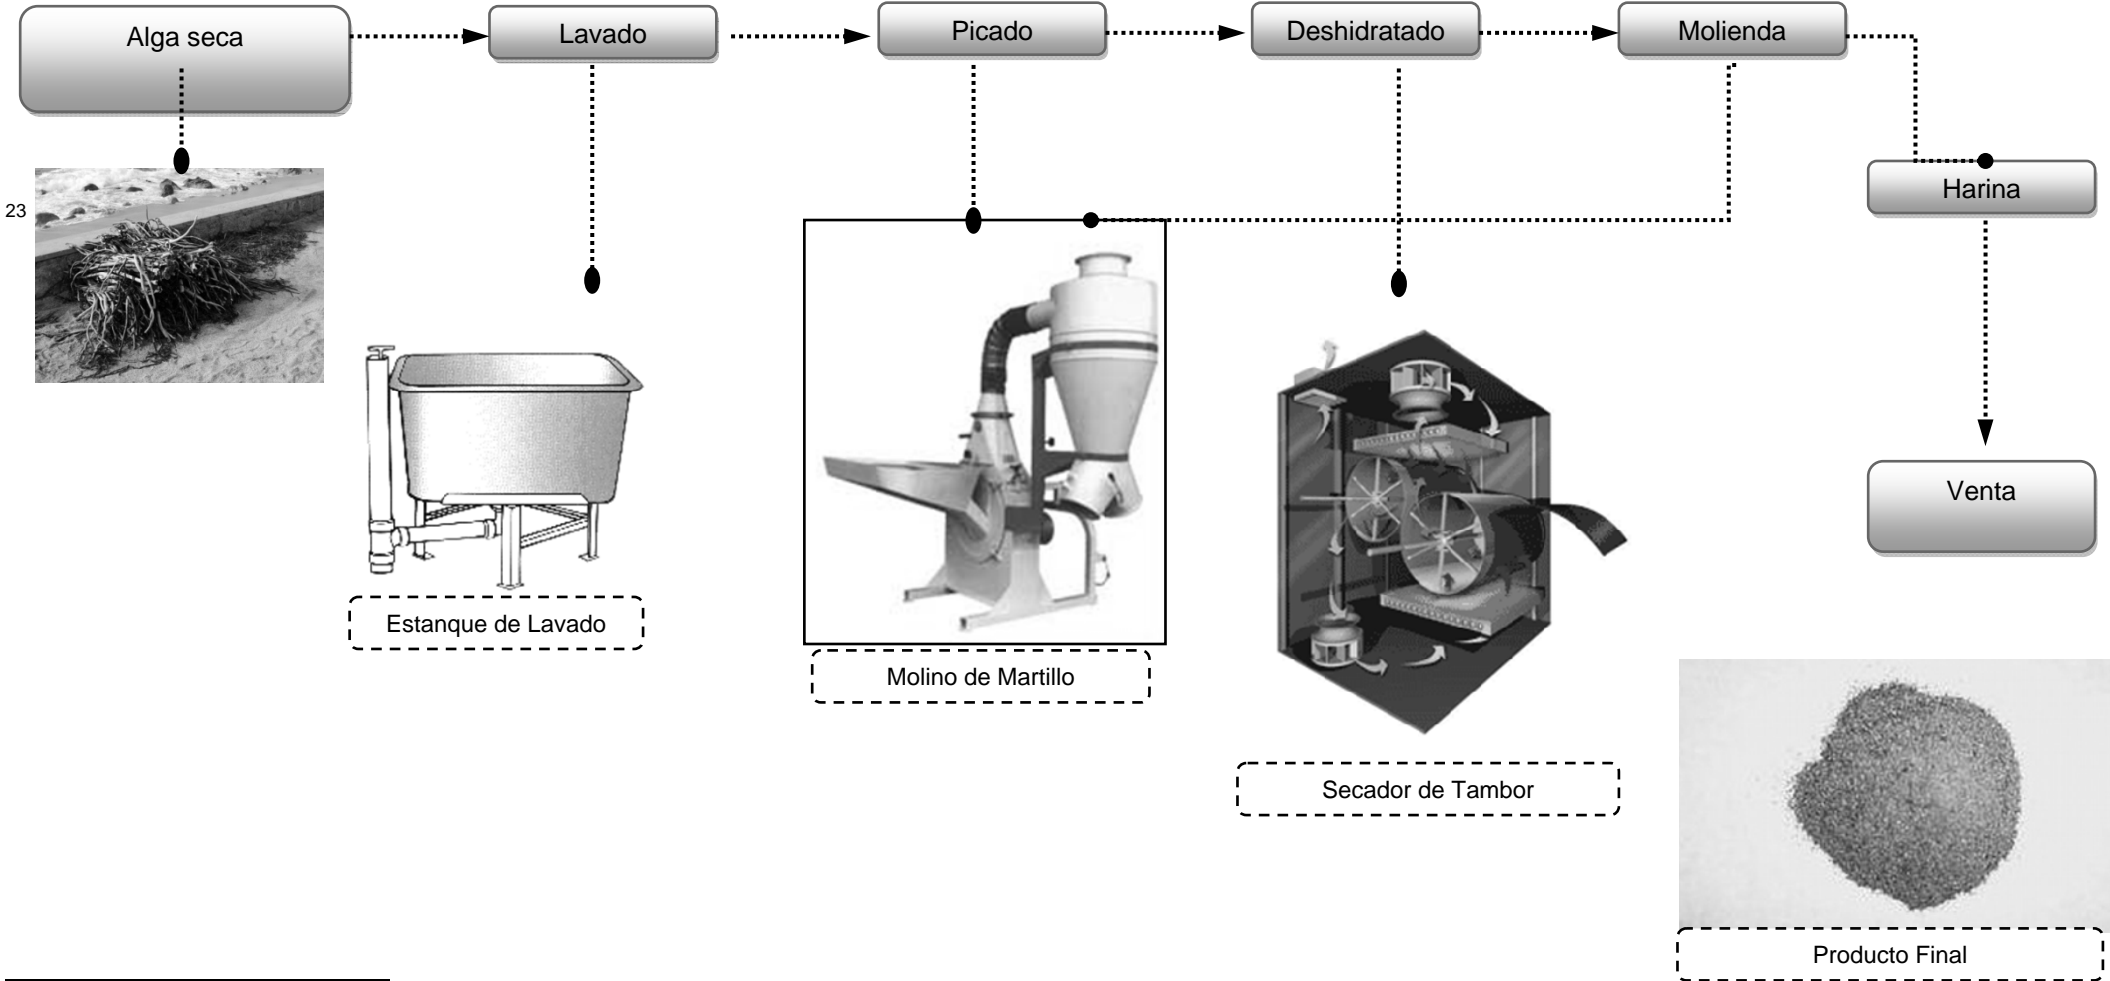 Alga seca
Lavado
Picado
Deshidratado
Molienda
Harina
23
Venta
Estanque de Lavado
Molino de Martillo
Secador de Tambor
Producto Final